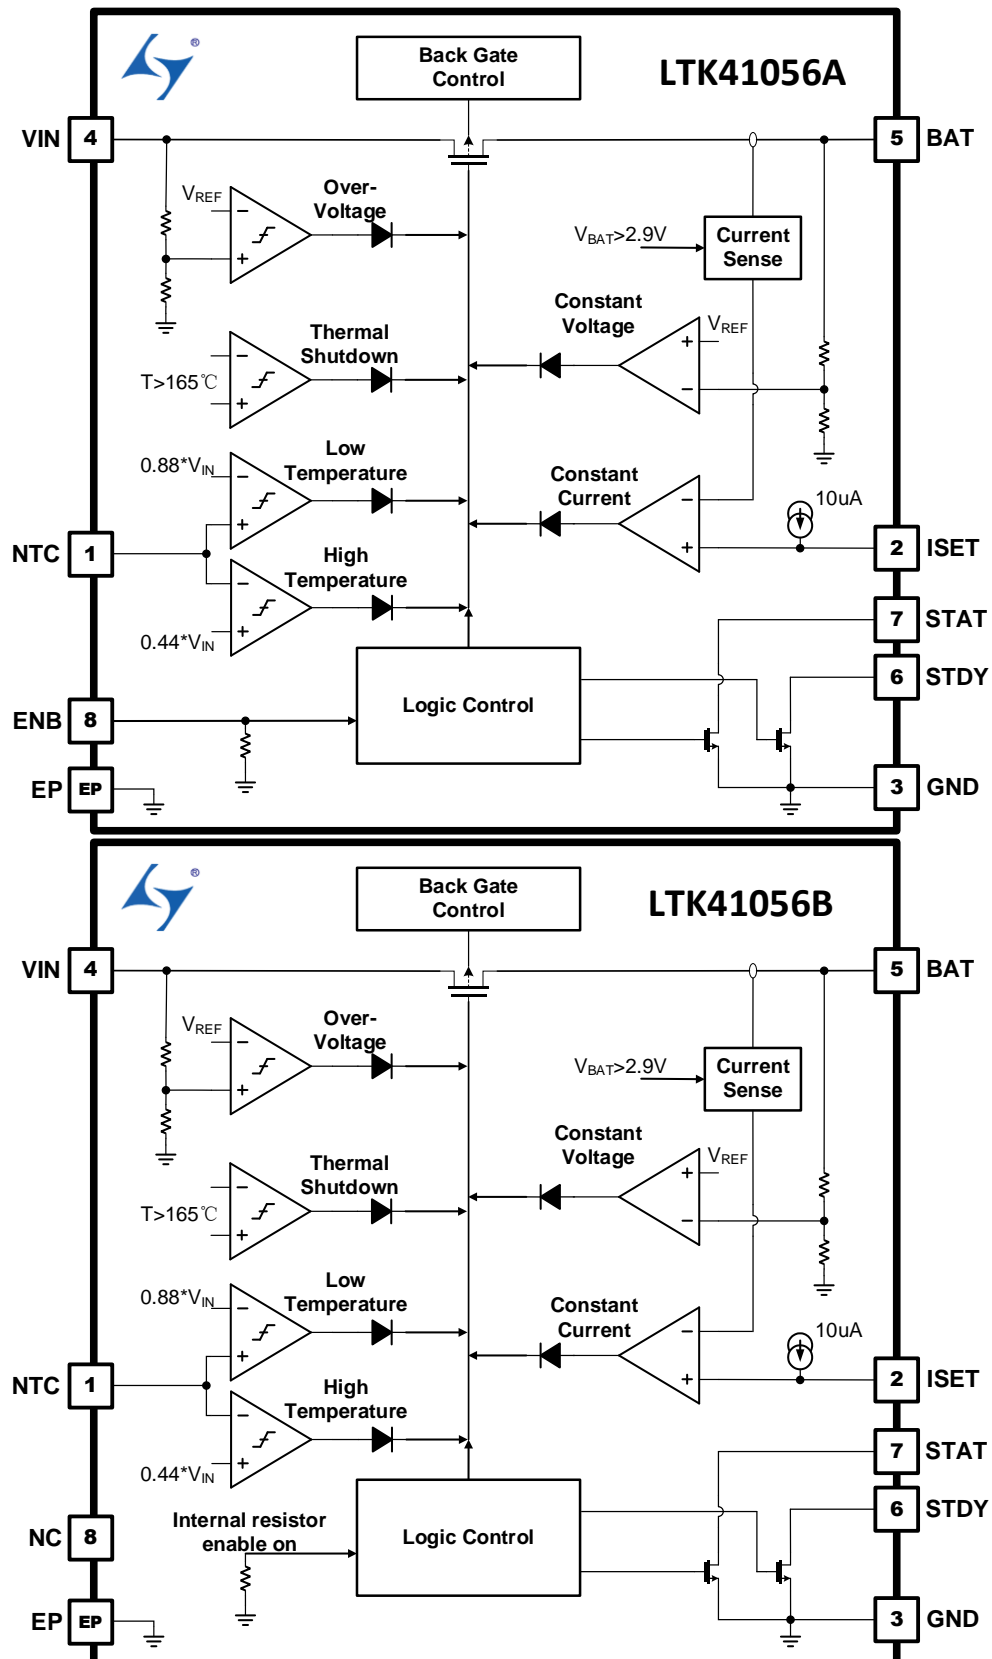 Back Gate
Control
LTK41056A
®
VIN
4
5
BAT
VREF
Over-
Voltage
VBAT>2.9V
Current
Sense
Constant
Voltage
VREF
Thermal
Shutdown
T>165℃
Low
Temperature
0.88*VIN
Constant
Current
10uA
NTC
1
2
ISET
High
Temperature
0.44*VIN
7
STAT
6
STDY
Logic Control
ENB
8
EP
EP
3
GND
Back Gate
Control
LTK41056B
®
VIN
4
5
BAT
VREF
Over-
Voltage
VBAT>2.9V
Current
Sense
Constant
Voltage
VREF
Thermal
Shutdown
T>165℃
Low
Temperature
0.88*VIN
Constant
Current
10uA
NTC
1
2
ISET
High
Temperature
0.44*VIN
7
STAT
6
STDY
Internal resistor
enable on
Logic Control
NC
8
EP
EP
3
GND